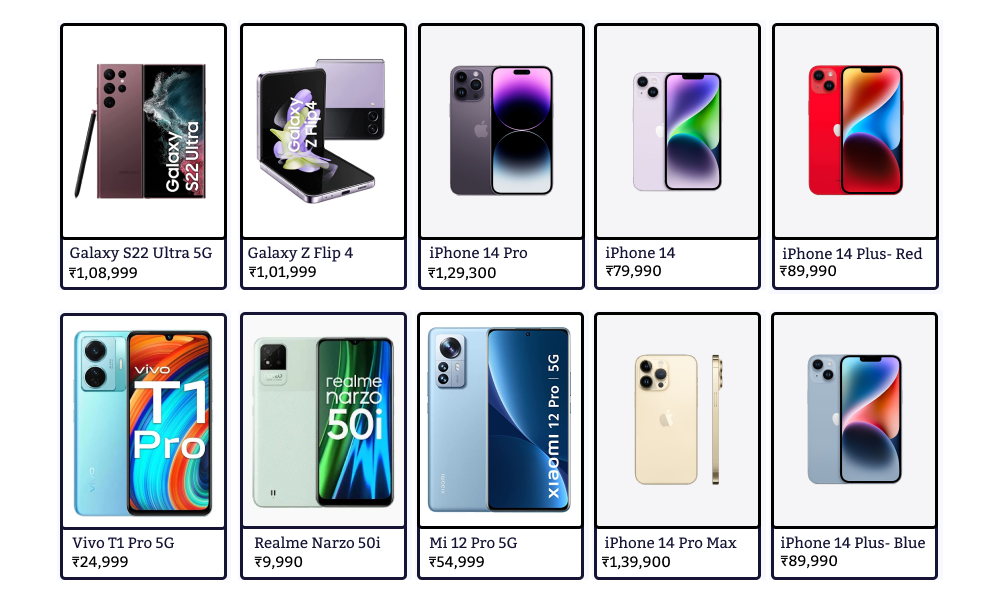 Galaxy
S22 Ultra
Galaxy
Z Flip4
Galaxy S22 Ultra 5G
₹1,08,999
Galaxy Z Flip 4
₹1,01,999
iPhone 14 Pro
₹1,29,300
iPhone 14
₹79,990
iPhone 14 Plus- Red
₹89,990
vivo
T1
Pro
vivo
realme
narzo
50i
xiaomi
xiaomi 12 Pro | 5G
Vivo T1 Pro 5G
₹24,999
Realme Narzo 50i
₹9,990
Mi 12 Pro 5G
₹54,999
iPhone 14 Pro Max
₹1,39,900
iPhone 14 Plus- Blue
₹89,990